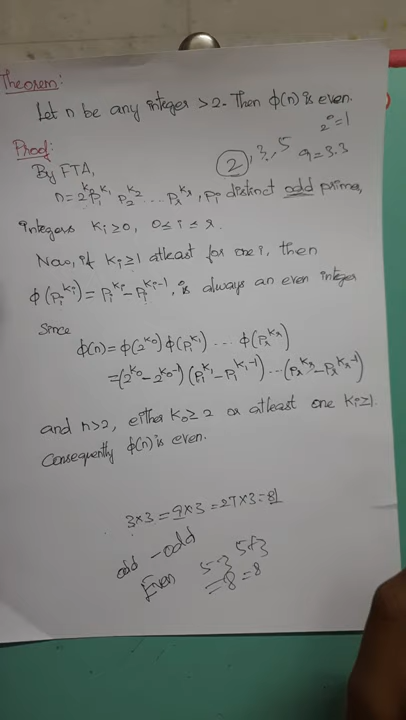 Theorem:
Let n be any integer > 2. Then φ(n) is even.
2⁰=1
Proof:
(2), 3, 5
9=3.3
By FTA,
n=2^k₀ p₁^k₁ p₂^k₂ ... pᵣ^kᵣ, pᵢ distinct odd primes,
integers kᵢ≥0, 0≤i≤r.
Now, if kᵢ≥1 atleast for one i, then
φ(pᵢ^kᵢ)=pᵢ^kᵢ-pᵢ^(kᵢ-1), is always an even integer
Since
φ(n)=φ(2^k₀)φ(p₁^k₁) ... φ(pᵣ^kᵣ)
=(2^k₀-2^(k₀-1))(p₁^k₁-p₁^(k₁-1)) ... (pᵣ^kᵣ-pᵣ^(kᵣ-1))
and n>2, either k₀≥2 or atleast one kᵢ≥1.
Consequently φ(n) is even.
3×3=9×3=27×3=81
odd - odd
Even
5+3
=8
=8